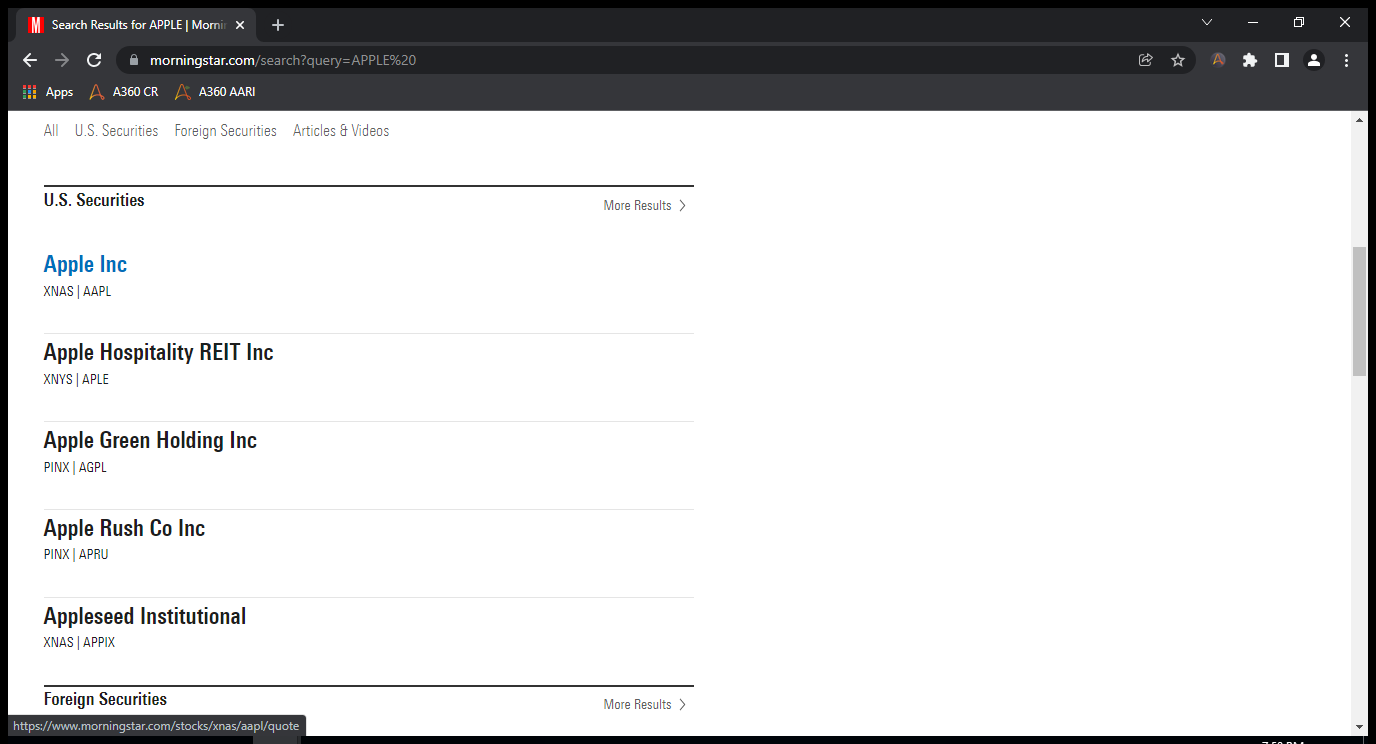 M Search Results for APPLE | Mornin
morningstar.com/search?query=APPLE%20
Apps A360 CR A360 AARI
All U.S. Securities Foreign Securities Articles & Videos
U.S. Securities More Results
Apple Inc
XNAS | AAPL
Apple Hospitality REIT Inc
XNYS | APLE
Apple Green Holding Inc
PINX | AGPL
Apple Rush Co Inc
PINX | APRU
Appleseed Institutional
XNAS | APPIX
Foreign Securities More Results
https://www.morningstar.com/stocks/xnas/aapl/quote